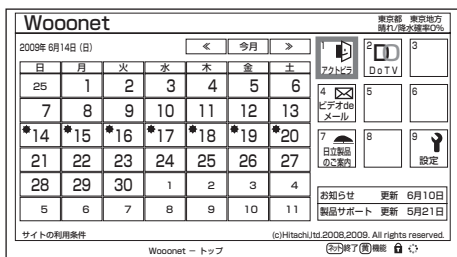 Wooonet
東京都 東京地方
晴れ/降水確率0%
2009年 6月14日（日）
≪ 今月 ≫
日 月 火 水 木 金 土
25 1 2 3 4 5 6
7 8 9 10 11 12 13
14 15 16 17 18 19 20
21 22 23 24 25 26 27
28 29 30 1 2 3 4
5 6 7 8 9 10 11
1 アクトビラ
2 DoTV
3
4 ビデオde
メール
5
6
7 日立製品
のご案内
8
9 設定
お知らせ 更新 6月10日
製品サポート 更新 5月21日
サイトの利用条件
(c)Hitachi,Ltd.2008,2009. All rights reserved.
Wooonet － トップ
ネット終了 黄機能